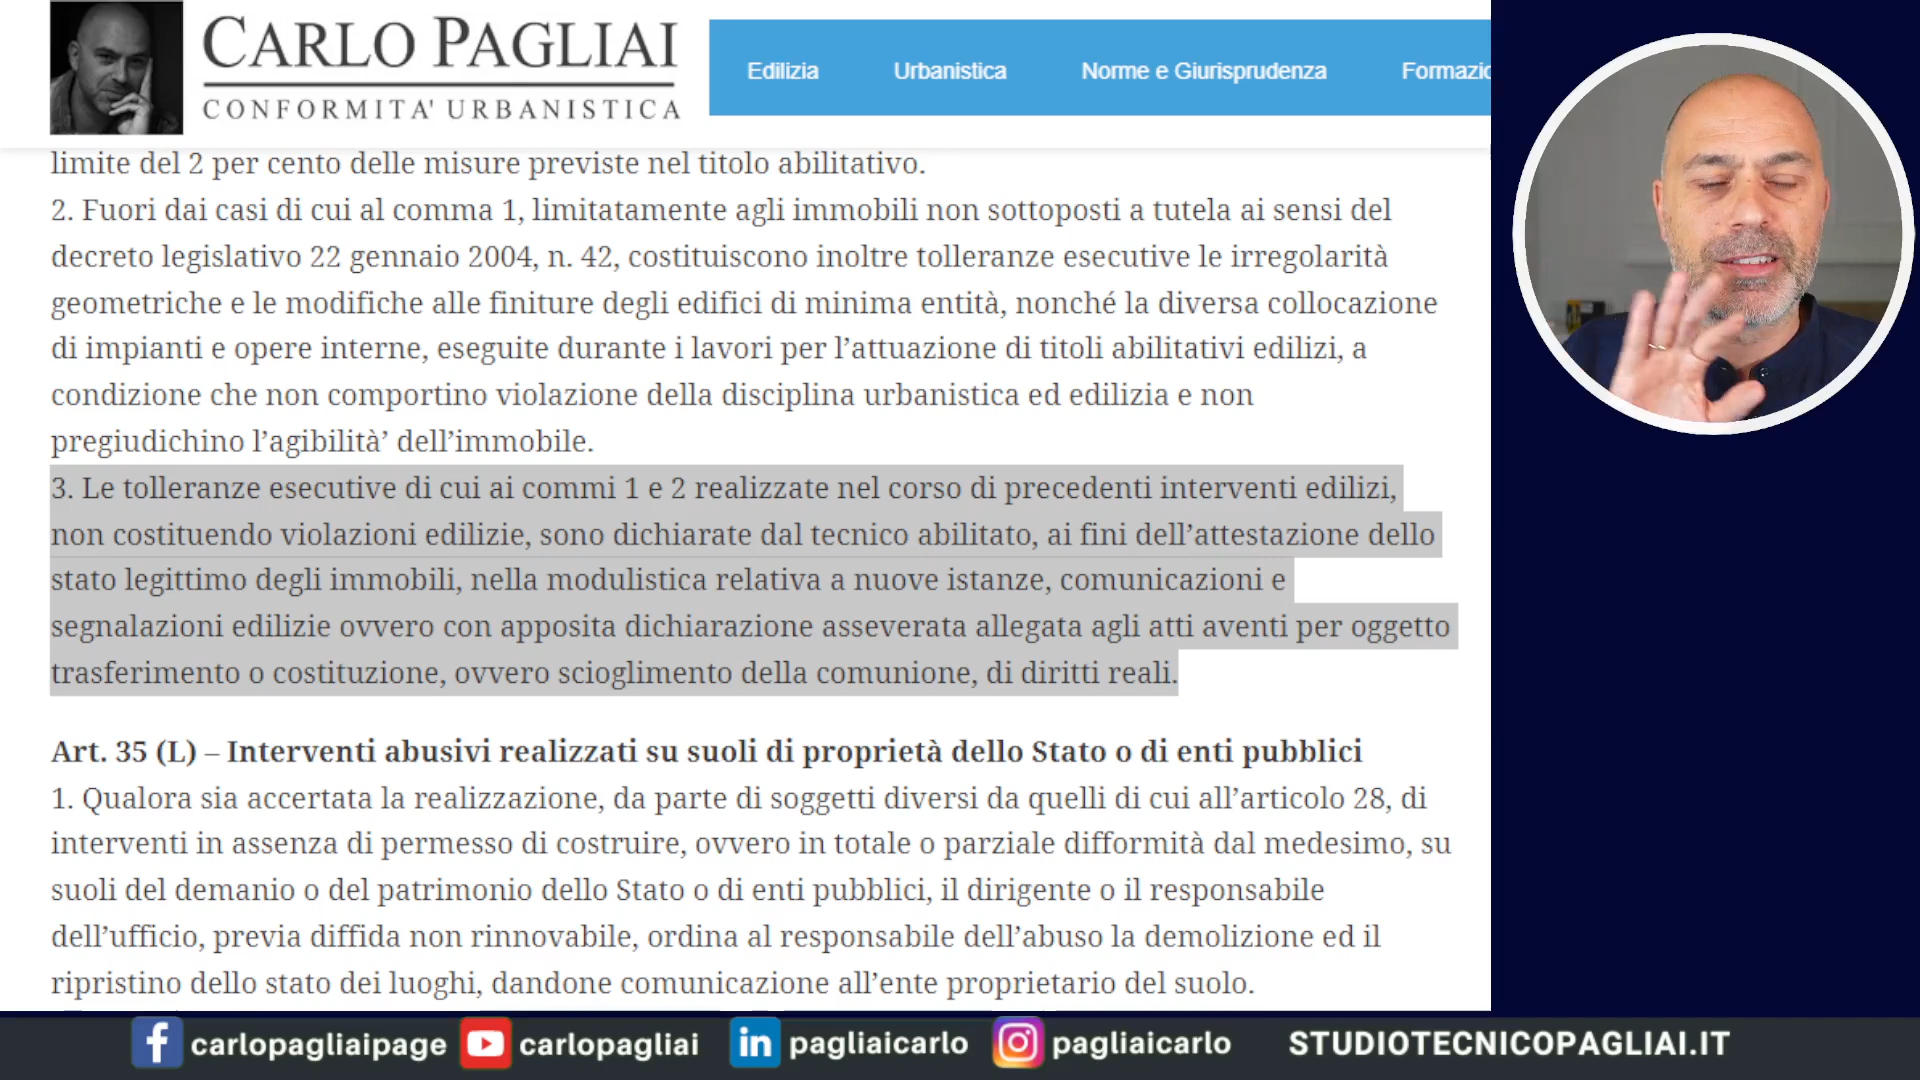 CARLO PAGLIAI
CONFORMITA' URBANISTICA
Edilizia Urbanistica Norme e Giurisprudenza Formazio
limite del 2 per cento delle misure previste nel titolo abilitativo.
2. Fuori dai casi di cui al comma 1, limitatamente agli immobili non sottoposti a tutela ai sensi del
decreto legislativo 22 gennaio 2004, n. 42, costituiscono inoltre tolleranze esecutive le irregolarità
geometriche e le modifiche alle finiture degli edifici di minima entità, nonché la diversa collocazione
di impianti e opere interne, eseguite durante i lavori per l’attuazione di titoli abilitativi edilizi, a
condizione che non comportino violazione della disciplina urbanistica ed edilizia e non
pregiudichino l’agibilità’ dell’immobile.
3. Le tolleranze esecutive di cui ai commi 1 e 2 realizzate nel corso di precedenti interventi edilizi,
non costituendo violazioni edilizie, sono dichiarate dal tecnico abilitato, ai fini dell’attestazione dello
stato legittimo degli immobili, nella modulistica relativa a nuove istanze, comunicazioni e
segnalazioni edilizie ovvero con apposita dichiarazione asseverata allegata agli atti aventi per oggetto
trasferimento o costituzione, ovvero scioglimento della comunione, di diritti reali.
Art. 35 (L) – Interventi abusivi realizzati su suoli di proprietà dello Stato o di enti pubblici
1. Qualora sia accertata la realizzazione, da parte di soggetti diversi da quelli di cui all’articolo 28, di
interventi in assenza di permesso di costruire, ovvero in totale o parziale difformità dal medesimo, su
suoli del demanio o del patrimonio dello Stato o di enti pubblici, il dirigente o il responsabile
dell’ufficio, previa diffida non rinnovabile, ordina al responsabile dell’abuso la demolizione ed il
ripristino dello stato dei luoghi, dandone comunicazione all’ente proprietario del suolo.
carlopagliaipage carlopagliai pagliaicarlo pagliaicarlo STUDIOTECNICOPAGLIAI.IT